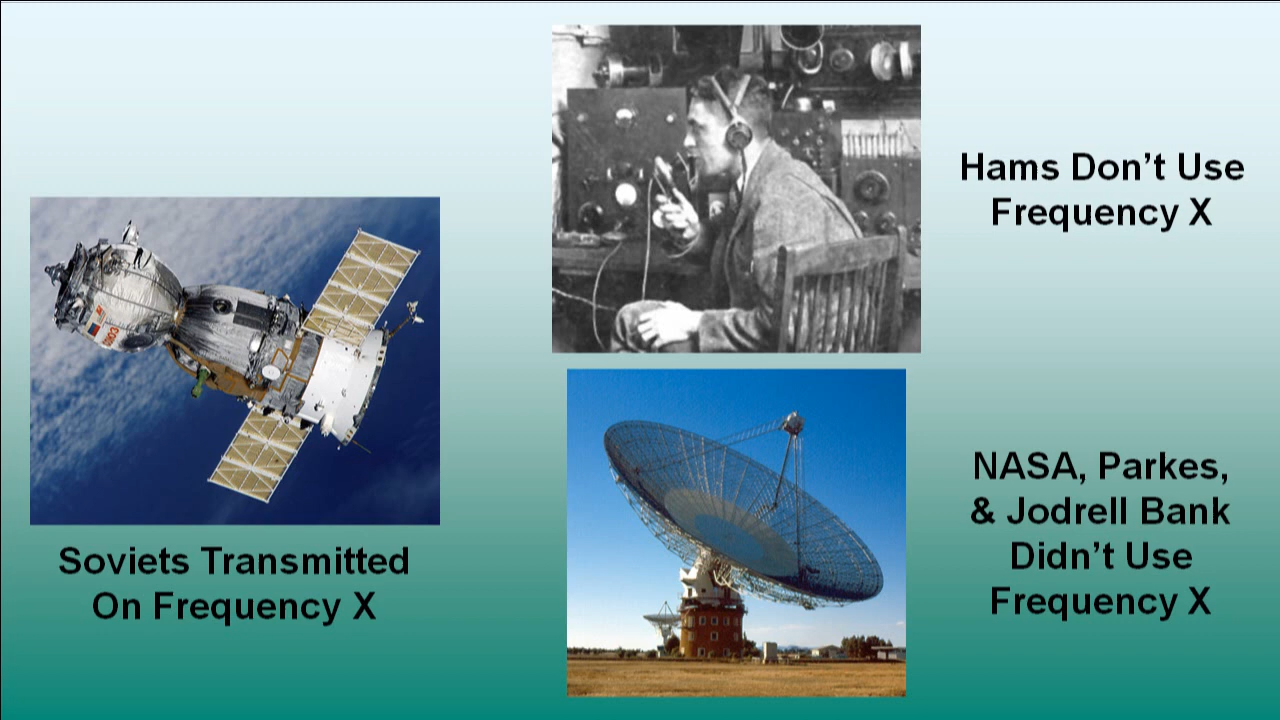 Hams Don’t Use
Frequency X
Soviets Transmitted
On Frequency X
NASA, Parkes,
& Jodrell Bank
Didn’t Use
Frequency X